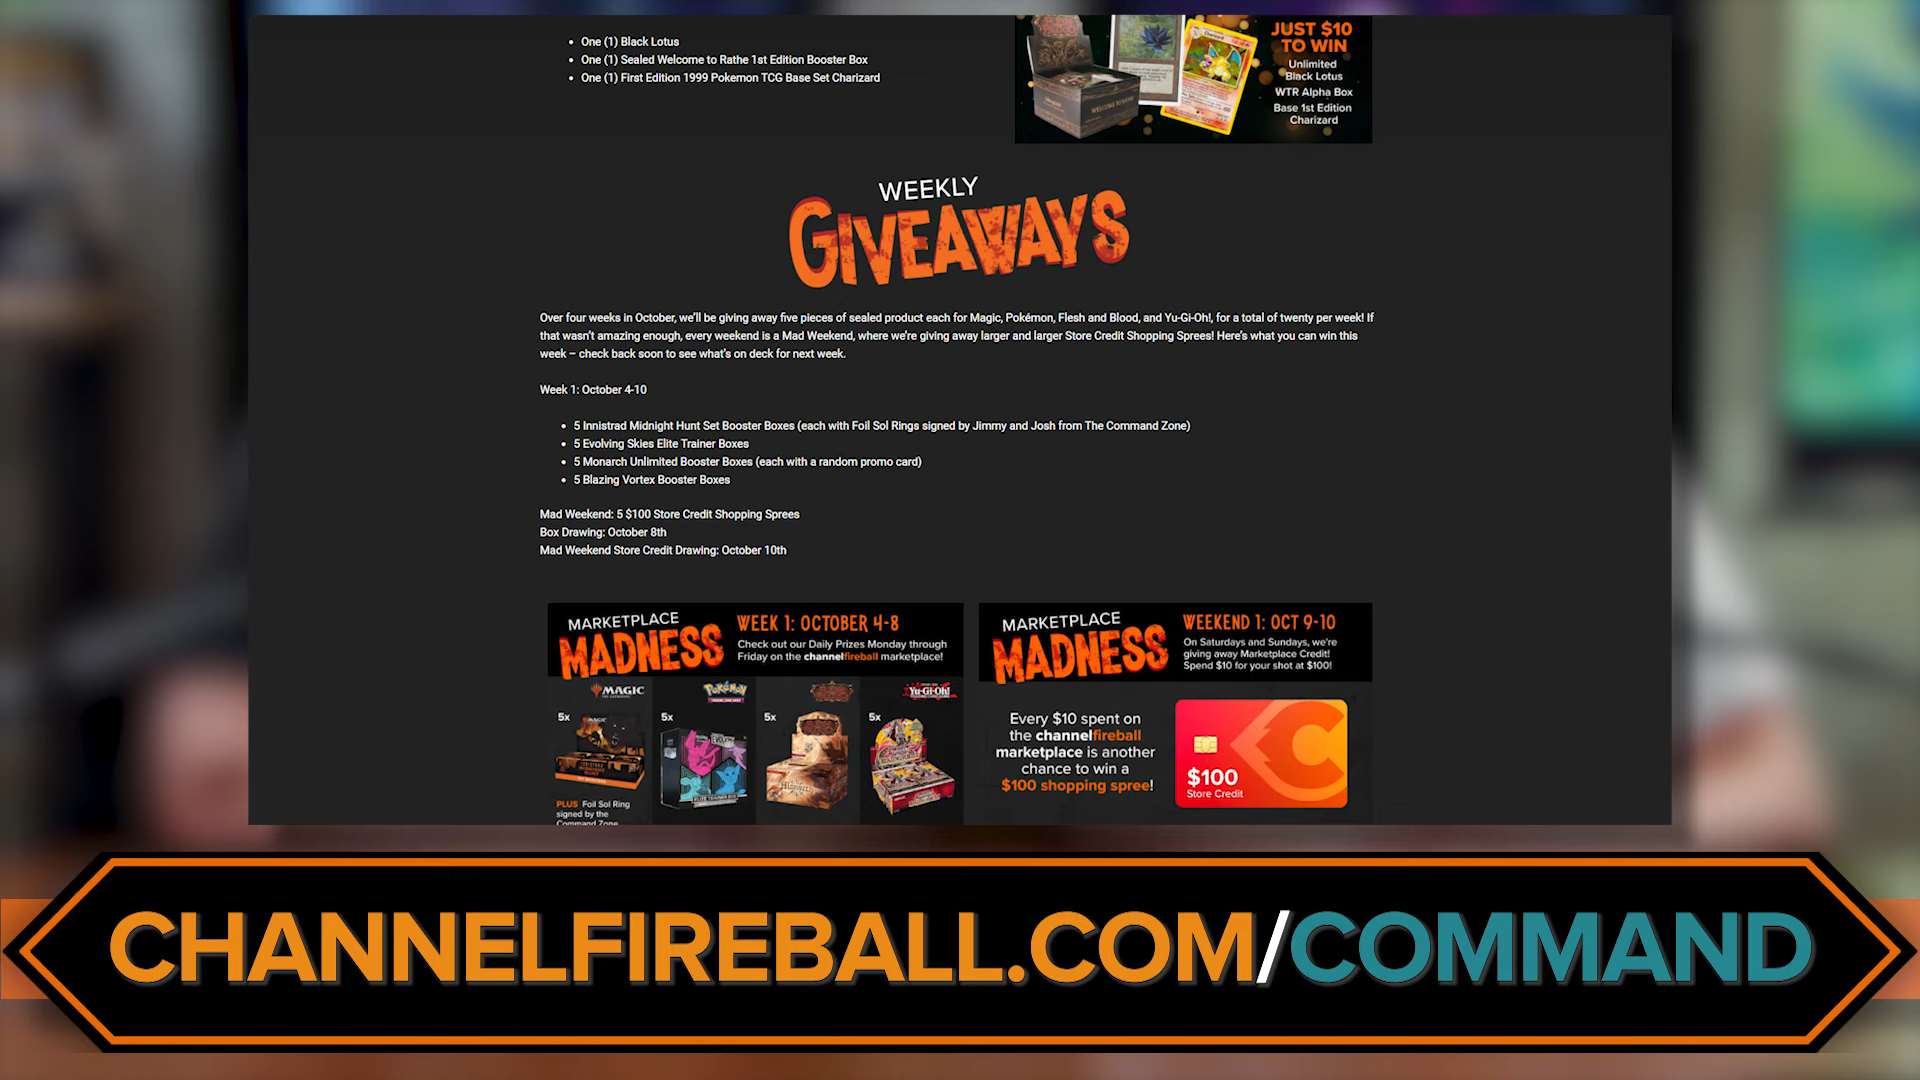 One (1) Black Lotus
One (1) Sealed Welcome to Rathe 1st Edition Booster Box
One (1) First Edition 1999 Pokemon TCG Base Set Charizard
JUST $10
TO WIN
Unlimited
Black Lotus
WTR Alpha Box
Base 1st Edition
Charizard
WEEKLY
GIVEAWAYS
Over four weeks in October, we'll be giving away five pieces of sealed product each for Magic, Pokémon, Flesh and Blood, and Yu-Gi-Oh!, for a total of twenty per week! If
that wasn't amazing enough, every weekend is a Mad Weekend, where we're giving away larger and larger Store Credit Shopping Sprees! Here's what you can win this
week – check back soon to see what's on deck for next week.
Week 1: October 4-10
5 Innistrad Midnight Hunt Set Booster Boxes (each with Foil Sol Rings signed by Jimmy and Josh from The Command Zone)
5 Evolving Skies Elite Trainer Boxes
5 Monarch Unlimited Booster Boxes (each with a random promo card)
5 Blazing Vortex Booster Boxes
Mad Weekend: 5 $100 Store Credit Shopping Sprees
Box Drawing: October 8th
Mad Weekend Store Credit Drawing: October 10th
MARKETPLACE
MADNESS
WEEK 1: OCTOBER 4-8
Check out our Daily Prizes Monday through
Friday on the channelfireball marketplace!
MAGIC
Pokémon
Yu-Gi-Oh!
5x
5x
5x
5x
PLUS Foil Sol Ring
signed by the
Command Zone
MARKETPLACE
MADNESS
WEEKEND 1: OCT 9-10
On Saturdays and Sundays, we're
giving away Marketplace Credit!
Spend $10 for your shot at $100!
Every $10 spent on
the channelfireball
marketplace is another
chance to win a
$100 shopping spree!
$100
Store Credit
CHANNELFIREBALL.COM/COMMAND